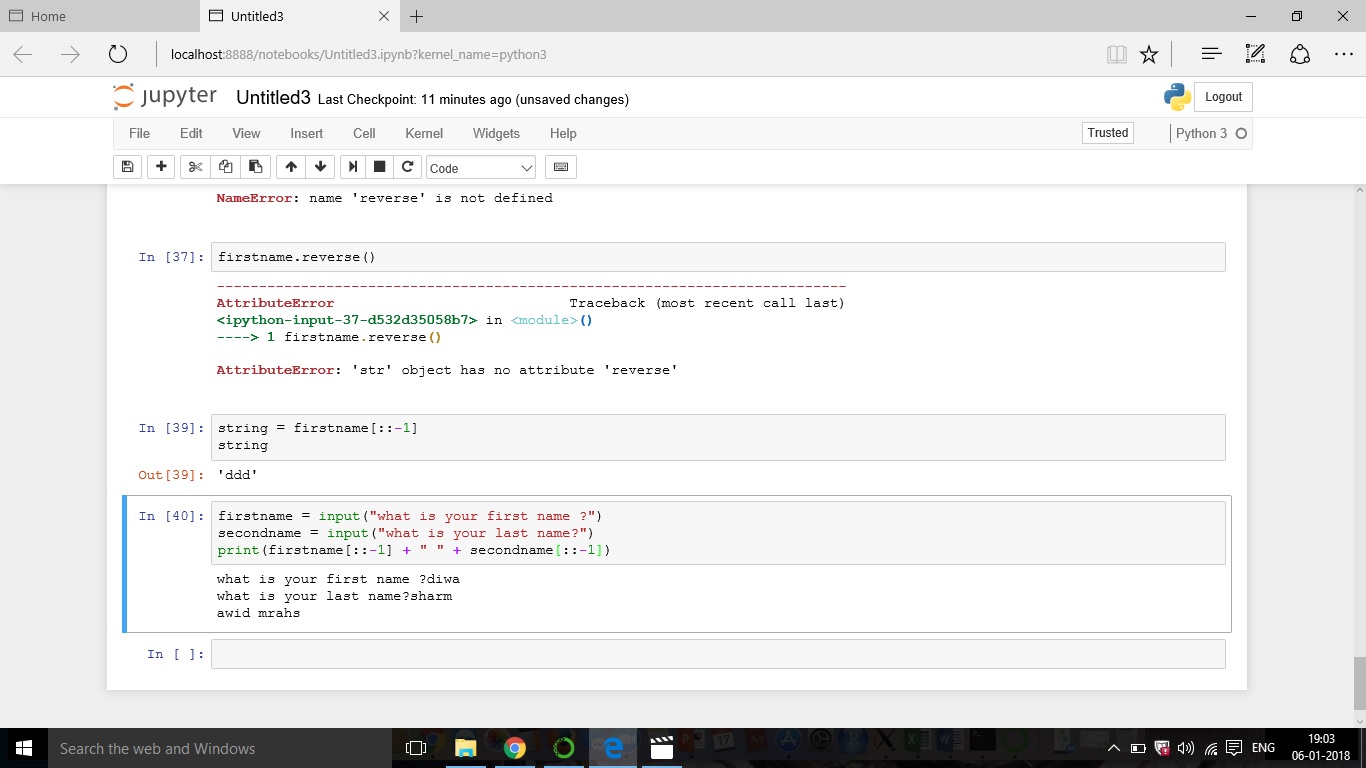 Home
Untitled3
localhost:8888/notebooks/Untitled3.ipynb?kernel_name=python3
jupyter Untitled3 Last Checkpoint: 11 minutes ago (unsaved changes)
Logout
File Edit View Insert Cell Kernel Widgets Help
Trusted
Python 3
Code
NameError: name 'reverse' is not defined
In [37]: firstname.reverse()
---------------------------------------------------------------------------
AttributeError Traceback (most recent call last)
<ipython-input-37-d532d35058b7> in <module>()
----> 1 firstname.reverse()
AttributeError: 'str' object has no attribute 'reverse'
In [39]: string = firstname[::-1]
string
Out[39]: 'ddd'
In [40]: firstname = input("what is your first name ?")
secondname = input("what is your last name?")
print(firstname[::-1] + " " + secondname[::-1])
what is your first name ?diwa
what is your last name?sharm
awid mrahs
In [ ]:
Search the web and Windows
ENG
19:03
06-01-2018